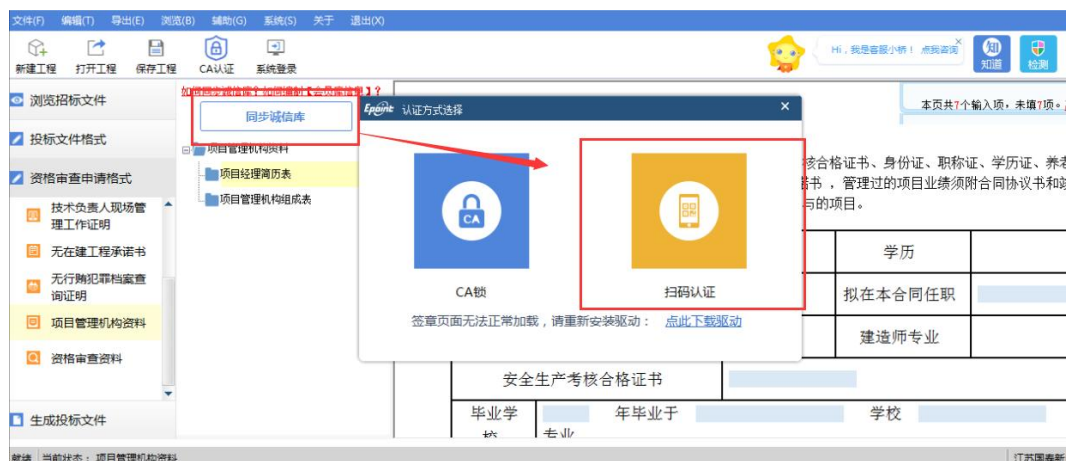 文件(F) 编辑(T) 导出(E) 浏览(B) 辅助(G) 系统(S) 关于 退出(X)
新建工程 打开工程 保存工程 CA认证 系统登录
Hi，我是客服小桥！ 点我咨询
知
知道
检测
浏览招标文件
投标文件格式
资格审查申请格式
技术负责人现场管理工作证明
无在建工程承诺书
无行贿犯罪档案查询证明
项目管理机构资料
资格审查资料
生成投标文件
同步诚信库
项目管理机构资料
项目经理简历表
项目管理机构组成表
Epoint 认证方式选择
CA
CA锁
扫码认证
签章页面无法正常加载，请重新安装驱动： 点此下载驱动
本页共7个输入项，未填7项。
核合格证书、身份证、职称证、学历证、养老
书，管理过的项目业绩须附合同协议书和
与的项目。
学历
拟在本合同任职
建造师专业
安全生产考核合格证书
毕业学 年毕业于 学校
专业
就绪 当前状态： 项目管理机构资料